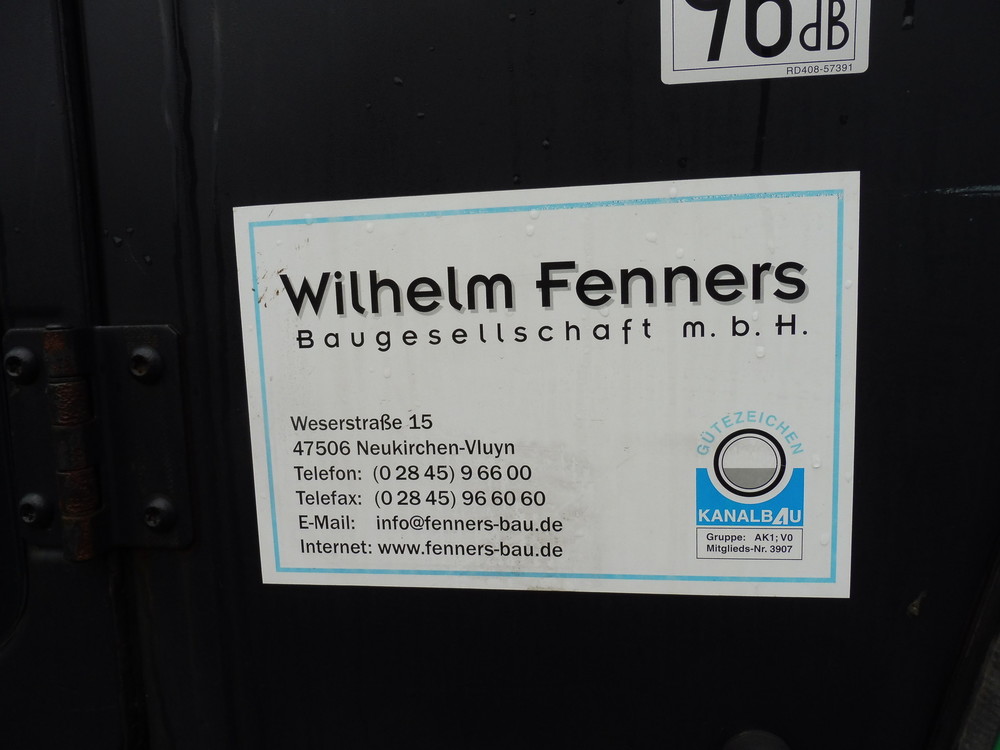 96 dB
RD408-57391
Wilhelm Fenners
Baugesellschaft m. b. H.
Weserstraße 15
47506 Neukirchen-Vluyn
Telefon: (0 28 45) 9 66 00
Telefax: (0 28 45) 96 60 60
E-Mail: info@fenners-bau.de
Internet: www.fenners-bau.de
GÜTEZEICHEN
KANALBAU
Gruppe: AK1; V0
Mitglieds-Nr. 3907